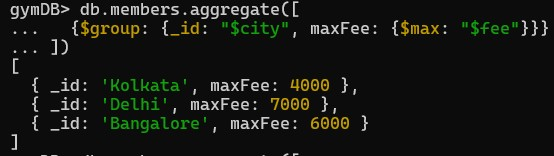 gymDB> db.members.aggregate([
...   {$group: {_id: "$city", maxFee: {$max: "$fee"}}}
... ])
[
  { _id: 'Kolkata', maxFee: 4000 },
  { _id: 'Delhi', maxFee: 7000 },
  { _id: 'Bangalore', maxFee: 6000 }
]